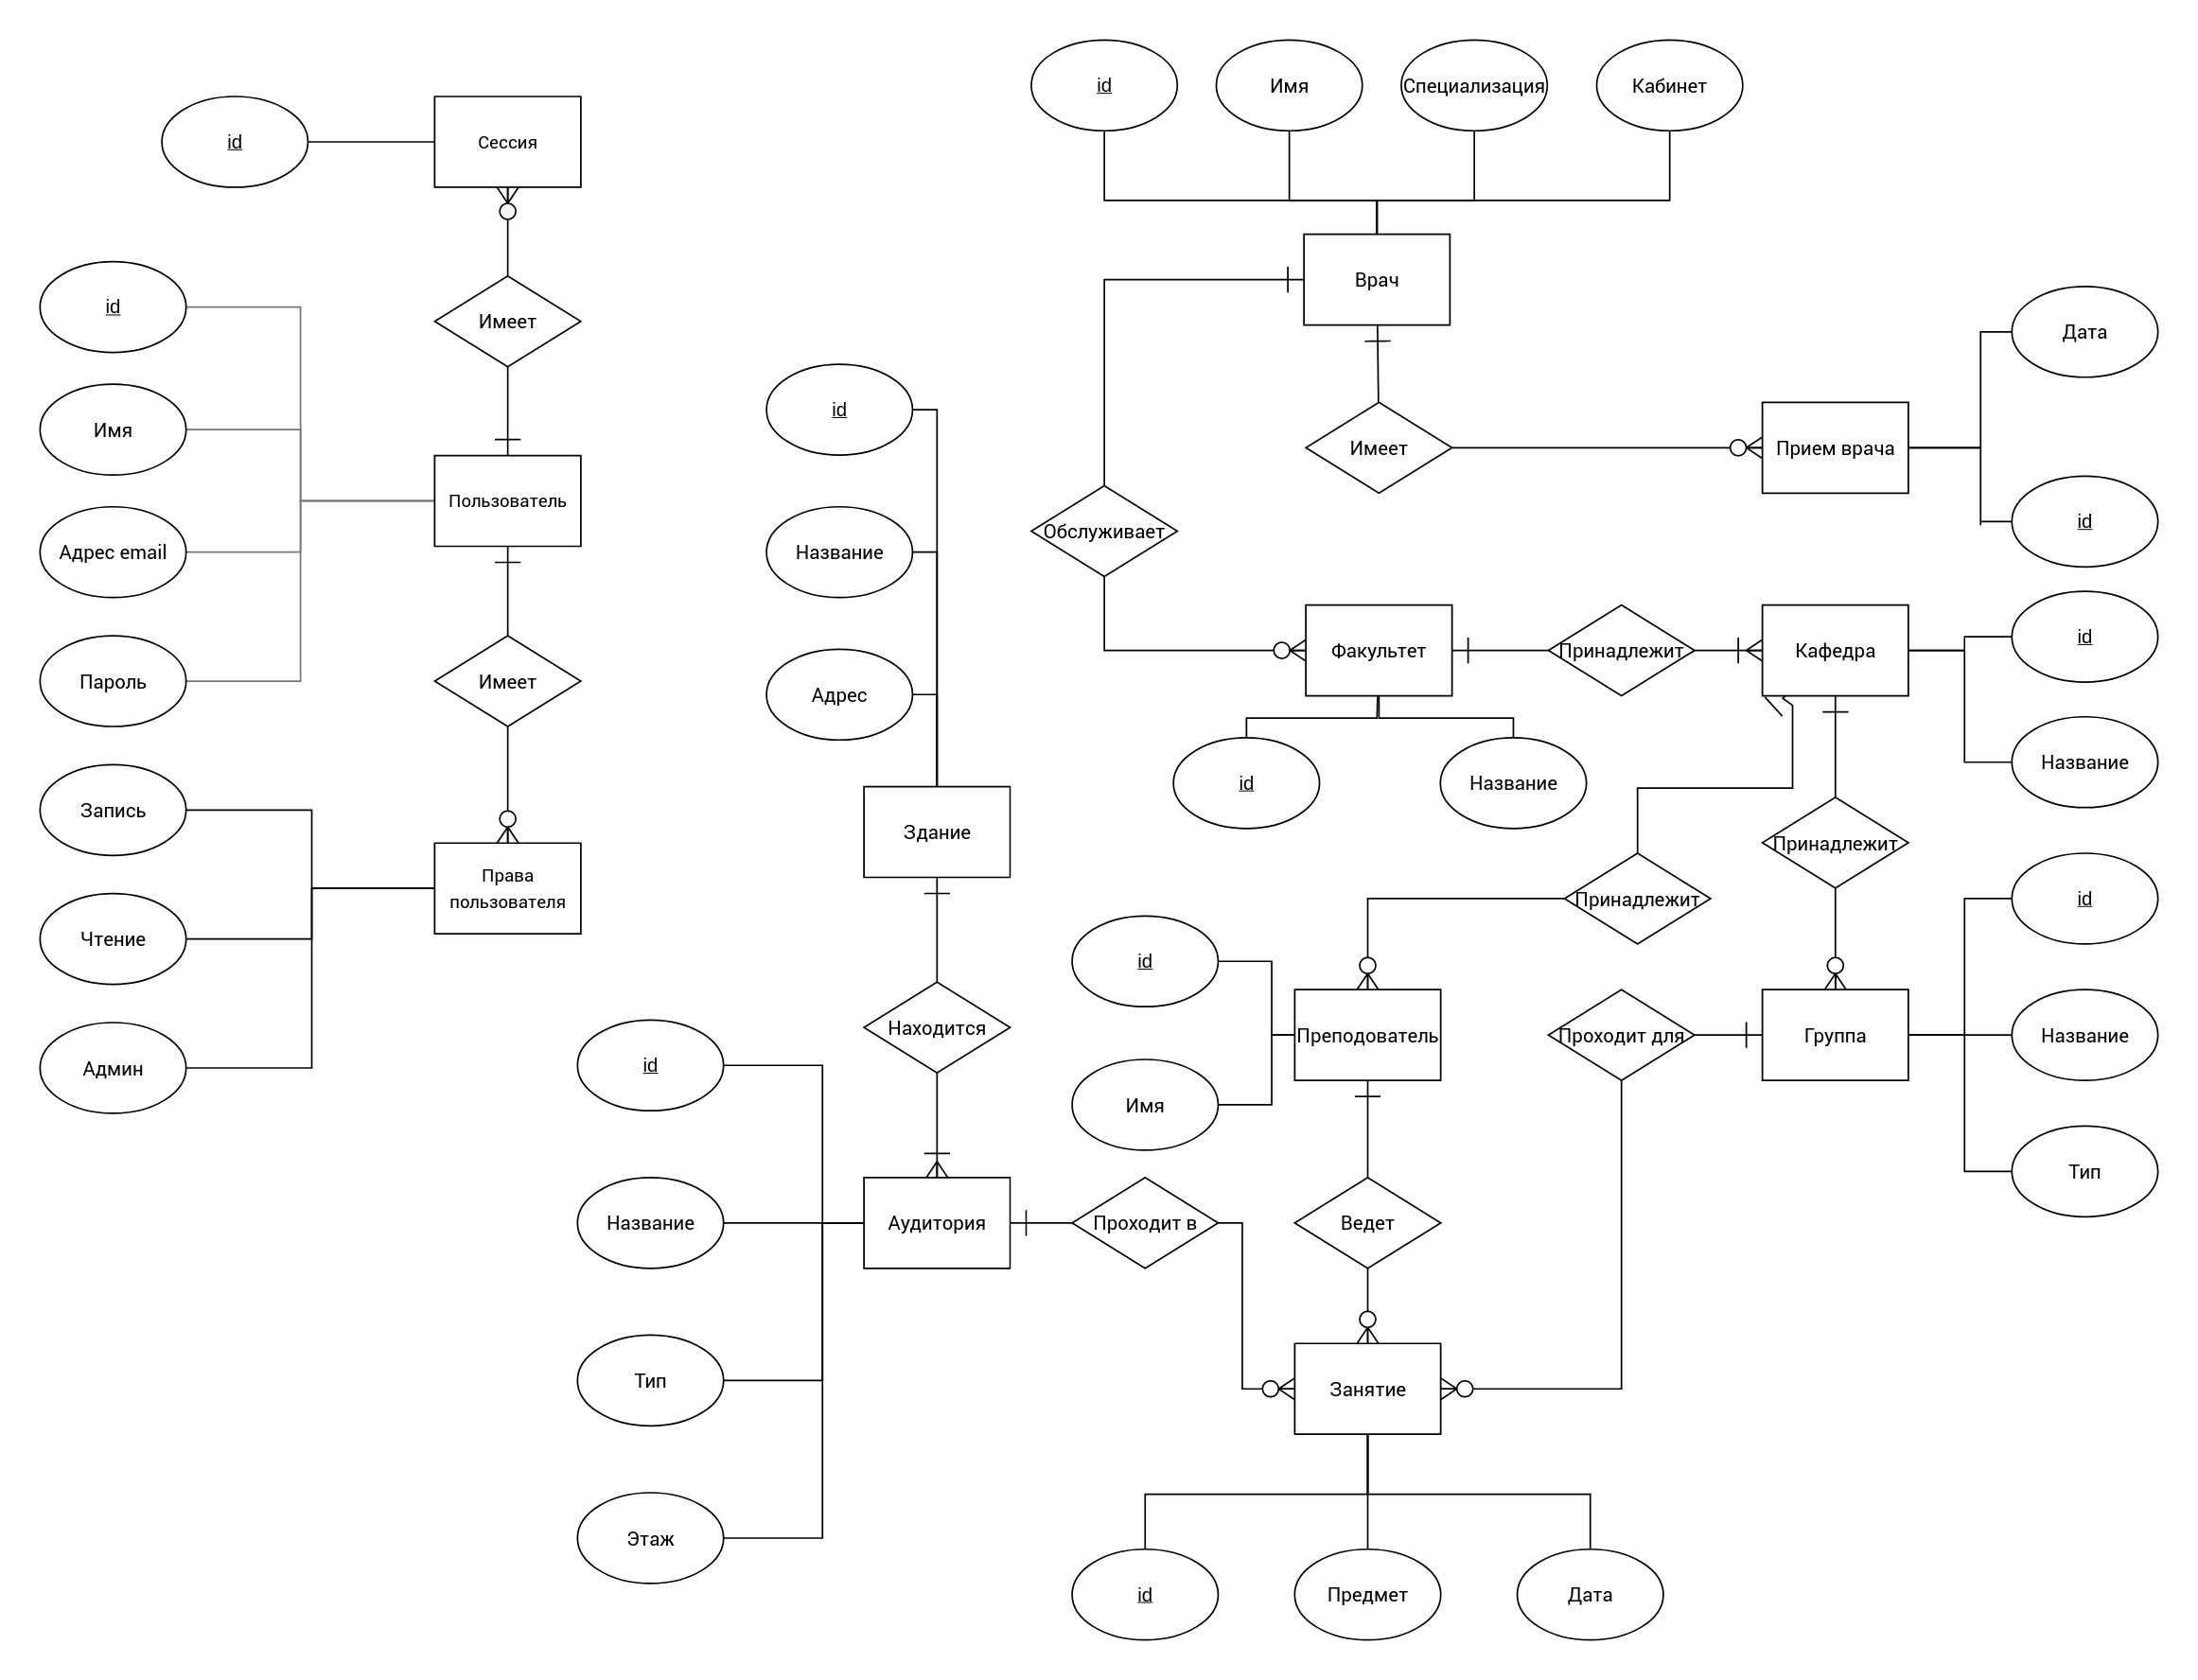 id
Имя
Специализация
Кабинет
id
Сессия
Врач
id
Имеет
Дата
Имя
id
Имеет
Прием врача
Пользователь
Обслуживает
id
Адрес email
Название
Факультет
Принадлежит
Кафедра
id
Пароль
Имеет
Адрес
id
Название
Название
Запись
Здание
Принадлежит
Права
пользователя
Принадлежит
id
Чтение
id
Находится
Преподователь
Проходит для
Группа
Название
Админ
id
Имя
Тип
Название
Аудитория
Проходит в
Ведет
Тип
Занятие
Этаж
id
Предмет
Дата